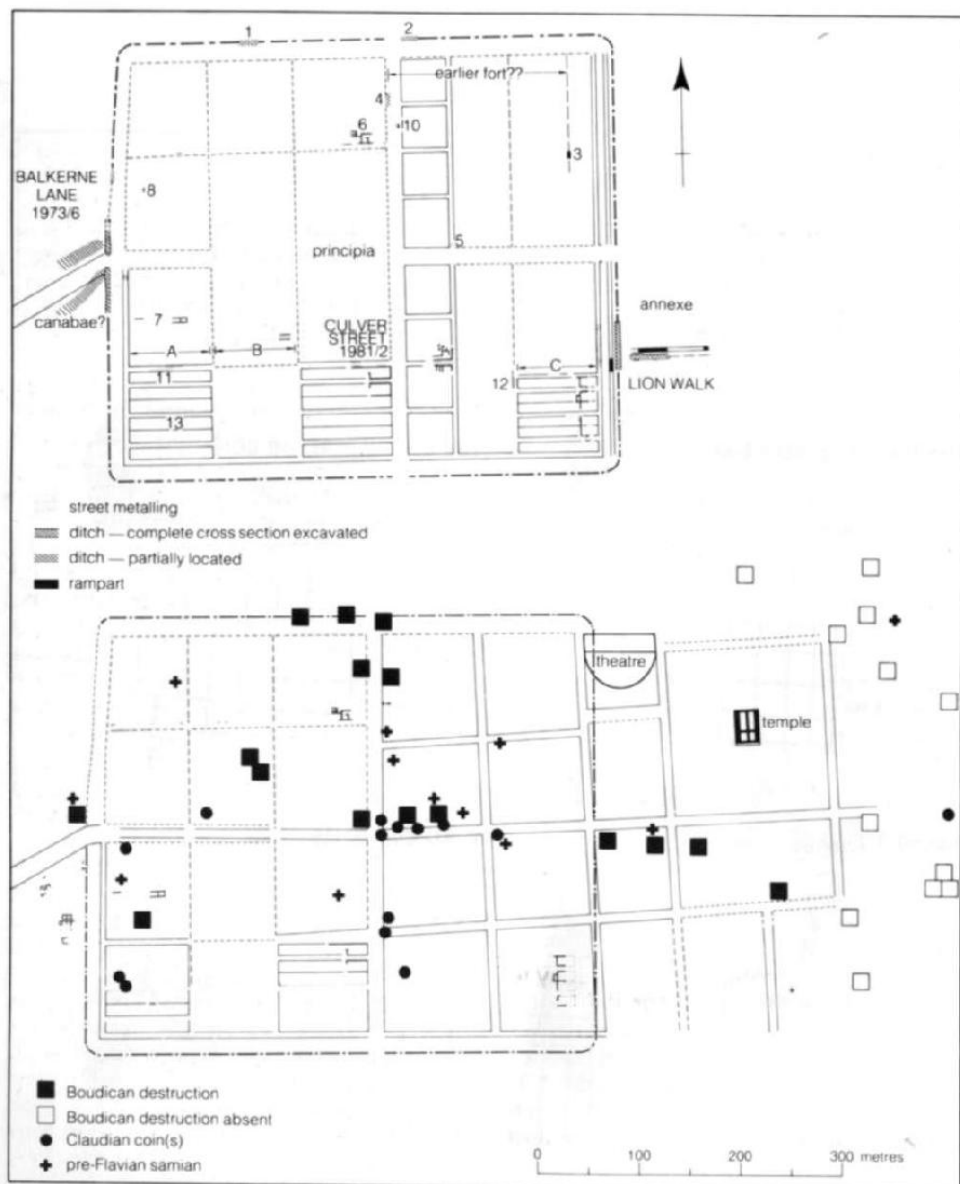 1
2
earlier fort??
4
6
10
3
BALKERNE
LANE
1973/6
8
principia
5
annexe
canabae?
7
CULVER
STREET
1981/2
A
B
C
11
12
LION WALK
13
street metalling
ditch — complete cross section excavated
ditch — partially located
rampart
theatre
temple
Boudican destruction
Boudican destruction absent
Claudian coin(s)
pre-Flavian samian
0
100
200
300 metres